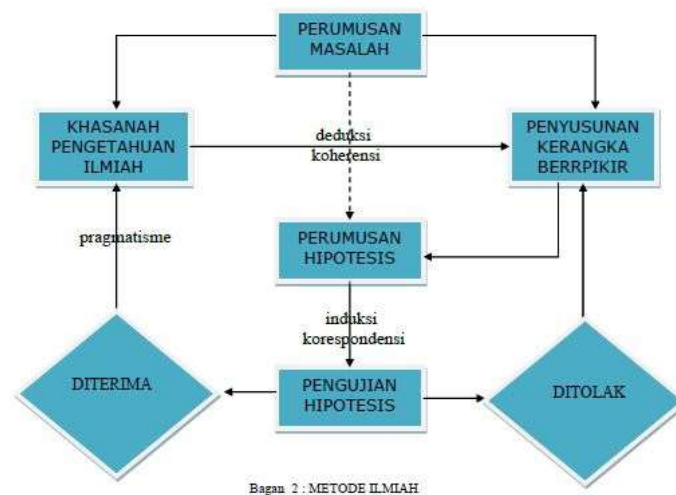 PERUMUSAN
MASALAH
KHASANAH
PENGETAHUAN
ILMIAH
deduksi
koherensi
PENYUSUNAN
KERANGKA
BERRPIKIR
pragmatisme
PERUMUSAN
HIPOTESIS
induksi
korespondensi
DITERIMA
PENGUJIAN
HIPOTESIS
DITOLAK
Bagan 2 : METODE ILMIAH